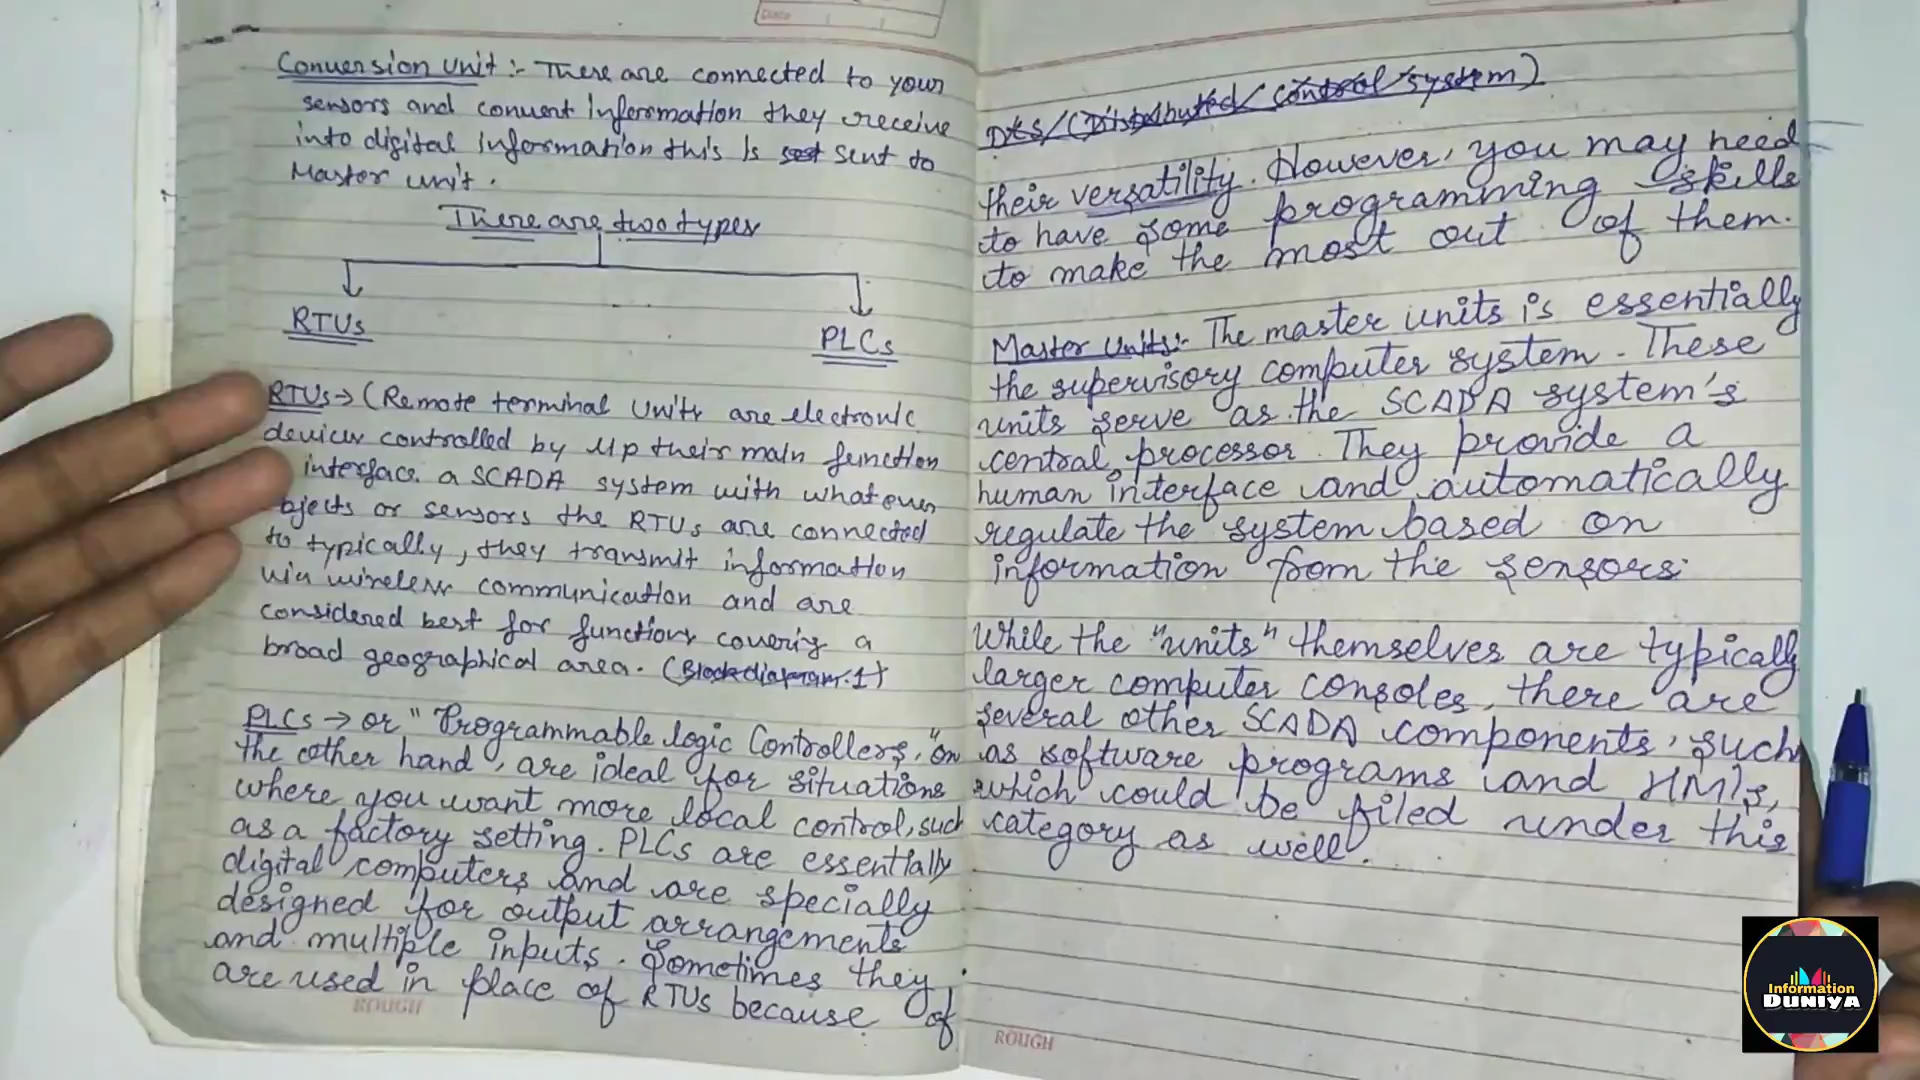 Date
Conversion unit :- There are connected to your
sensors and convert information they receive
into digital information this is sent to
Master unit.
There are two types
RTUs
PLCs
RTUs → (Remote terminal Units are electronic
devices controlled by up their main function
interface a SCADA system with whatever
objects or sensors the RTUs are connected
to typically, they transmit information
via wireless communication and are
considered best for functions covering a
broad geographical area. (Block diagram.1)
PLCs → or "Programmable logic Controllers," on
the other hand, are ideal for situations
where you want more local control, such
as a factory setting. PLCs are essentially
digital computers and are specially
designed for output arrangements
and multiple inputs. Sometimes they
are used in place of RTUs because of
ROUGH
DCS (Distributed control system)
their versatility. However, you may need
to have some programming skills
to make the most out of them.
Master Units:- The master units is essentially
the supervisory computer system. These
units serve as the SCADA system's
central processor. They provide a
human interface and automatically
regulate the system based on
information from the sensors.
While the "units" themselves are typically
larger computer consoles, there are
several other SCADA components, such
as software programs and HMIs,
which could be filed under this
category as well.
ROUGH
Information
DUNIYA